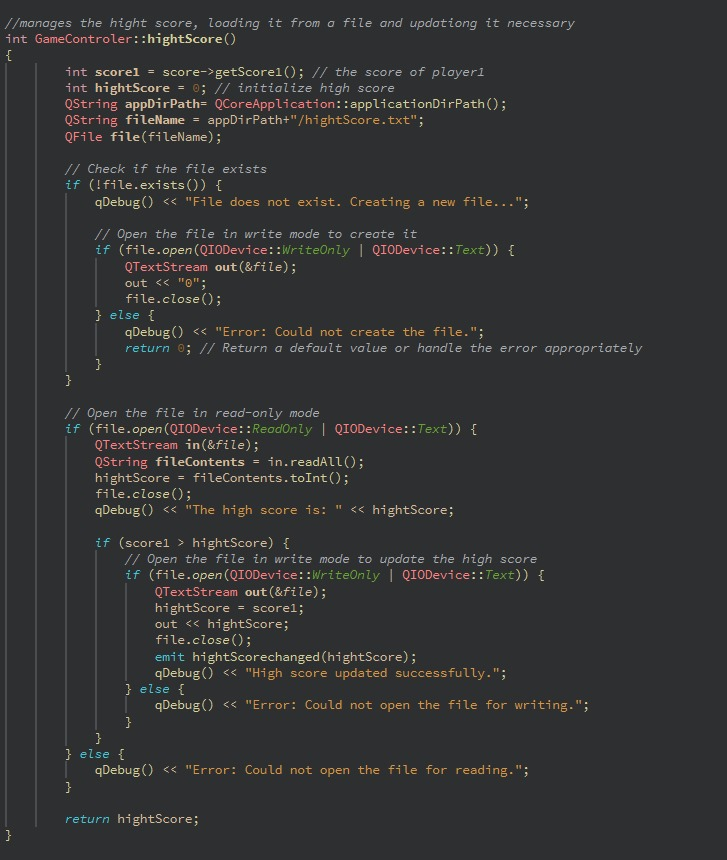 //manages the hight score, loading it from a file and updationg it necessary
int GameControler::hightScore()
{
int score1 = score->getScore1(); // the score of player1
int hightScore = 0; // initialize high score
QString appDirPath= QCoreApplication::applicationDirPath();
QString fileName = appDirPath+"/hightScore.txt";
QFile file(fileName);
// Check if the file exists
if (!file.exists()) {
qDebug() << "File does not exist. Creating a new file...";
// Open the file in write mode to create it
if (file.open(QIODevice::WriteOnly | QIODevice::Text)) {
QTextStream out(&file);
out << "0";
file.close();
} else {
qDebug() << "Error: Could not create the file.";
return 0; // Return a default value or handle the error appropriately
}
}
// Open the file in read-only mode
if (file.open(QIODevice::ReadOnly | QIODevice::Text)) {
QTextStream in(&file);
QString fileContents = in.readAll();
hightScore = fileContents.toInt();
file.close();
qDebug() << "The high score is: " << hightScore;
if (score1 > hightScore) {
// Open the file in write mode to update the high score
if (file.open(QIODevice::WriteOnly | QIODevice::Text)) {
QTextStream out(&file);
hightScore = score1;
out << hightScore;
file.close();
emit hightScorechanged(hightScore);
qDebug() << "High score updated successfully.";
} else {
qDebug() << "Error: Could not open the file for writing.";
}
}
} else {
qDebug() << "Error: Could not open the file for reading.";
}
return hightScore;
}